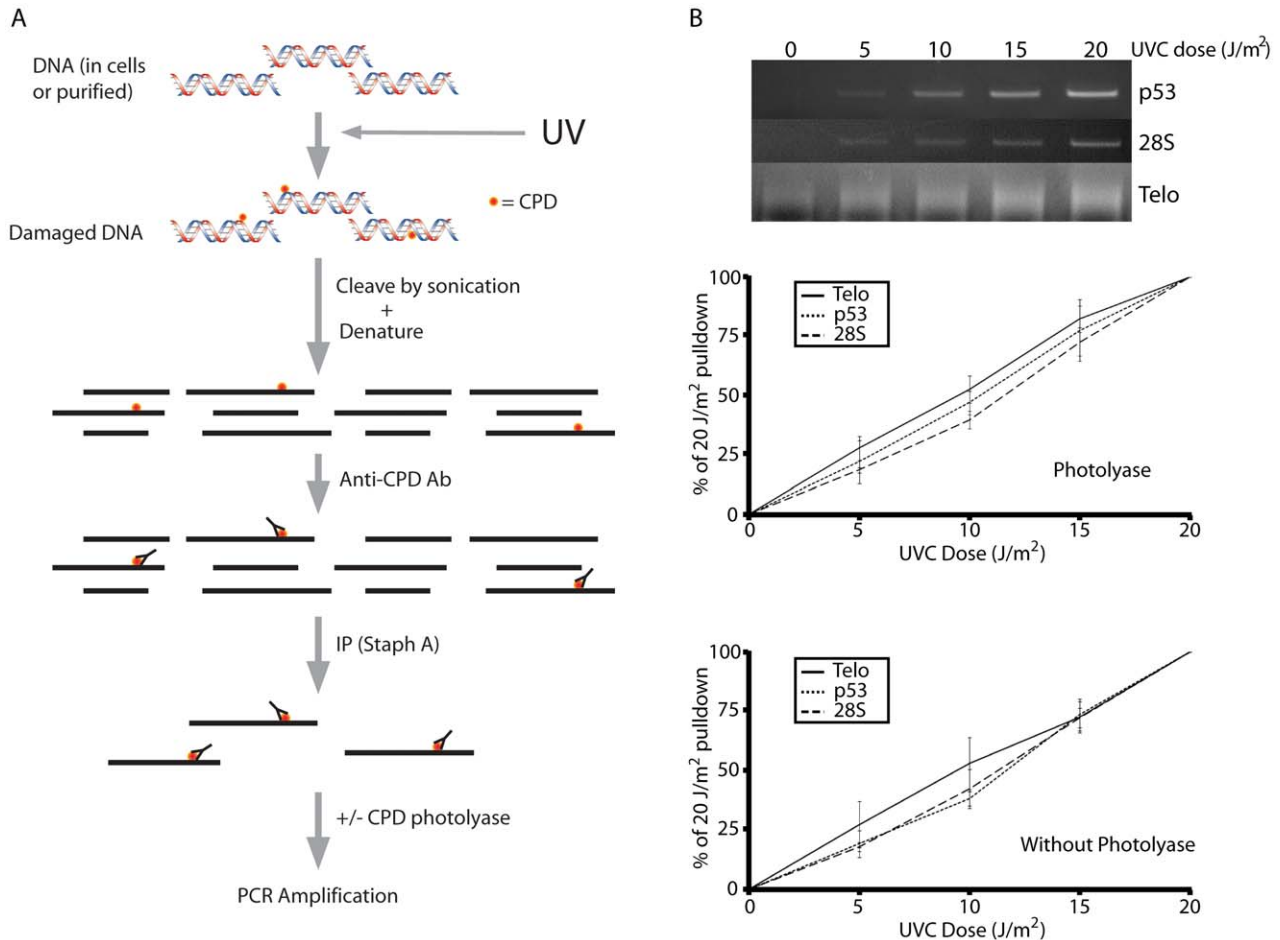 A
DNA (in cells
or purified)
UV
= CPD
Damaged DNA
Cleave by sonication
+
Denature
Anti-CPD Ab
IP (Staph A)
+/- CPD photolyase
PCR Amplification
B
0 5 10 15 20 UVC dose (J/m²)
p53
28S
Telo
100
75
50
25
0
% of 20 J/m² pulldown
Telo
p53
28S
Photolyase
0 5 10 15 20
UVC Dose (J/m²)
100
75
50
25
0
% of 20 J/m² pulldown
Telo
p53
28S
Without Photolyase
0 5 10 15 20
UVC Dose (J/m²)